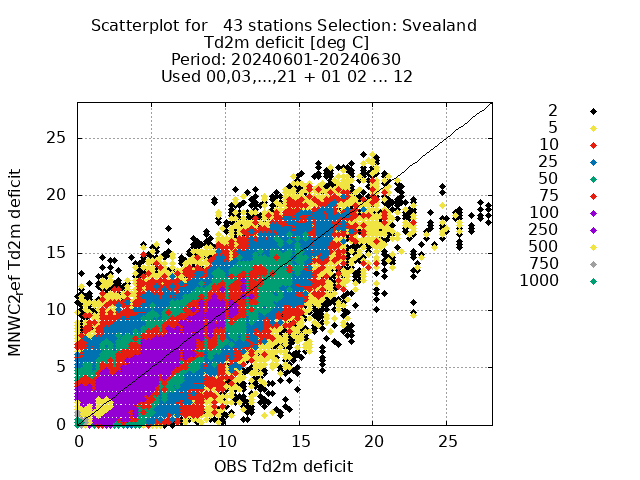 Scatterplot for   43 stations Selection: Svealand
Td2m deficit [deg C]
Period: 20240601-20240630
Used 00,03,...,21 + 01 02 ... 12
MNWC2ref Td2m deficit
25
20
15
10
5
0
0 5 10 15 20 25
OBS Td2m deficit
2
5
10
25
50
75
100
250
500
750
1000